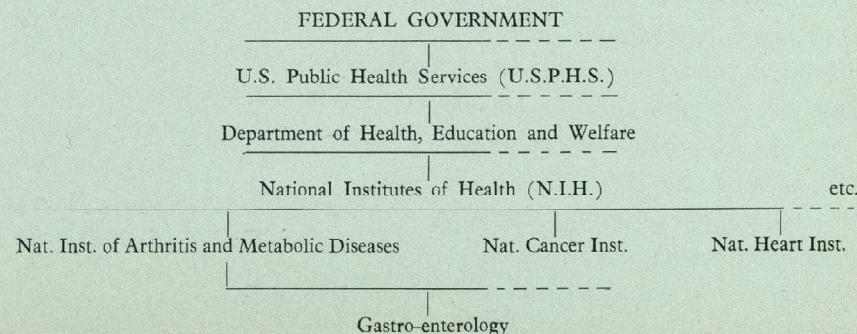 FEDERAL GOVERNMENT
U.S. Public Health Services (U.S.P.H.S.)
Department of Health, Education and Welfare
National Institutes of Health (N.I.H.)
etc.
Nat. Inst. of Arthritis and Metabolic Diseases Nat. Cancer Inst. Nat. Heart Inst.
Gastro-enterology